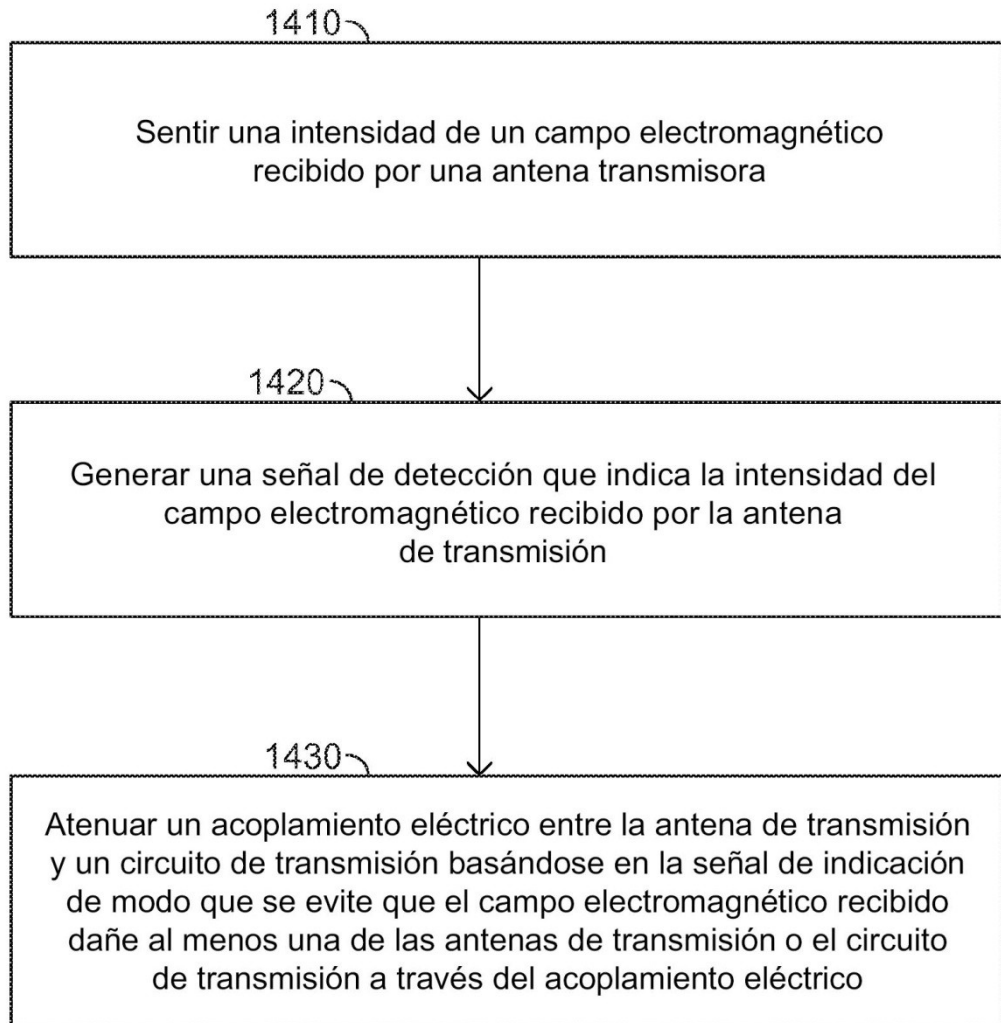 1410
Sentir una intensidad de un campo electromagnético
recibido por una antena transmisora
1420
Generar una señal de detección que indica la intensidad del
campo electromagnético recibido por la antena
de transmisión
1430
Atenuar un acoplamiento eléctrico entre la antena de transmisión
y un circuito de transmisión basándose en la señal de indicación
de modo que se evite que el campo electromagnético recibido
dañe al menos una de las antenas de transmisión o el circuito
de transmisión a través del acoplamiento eléctrico